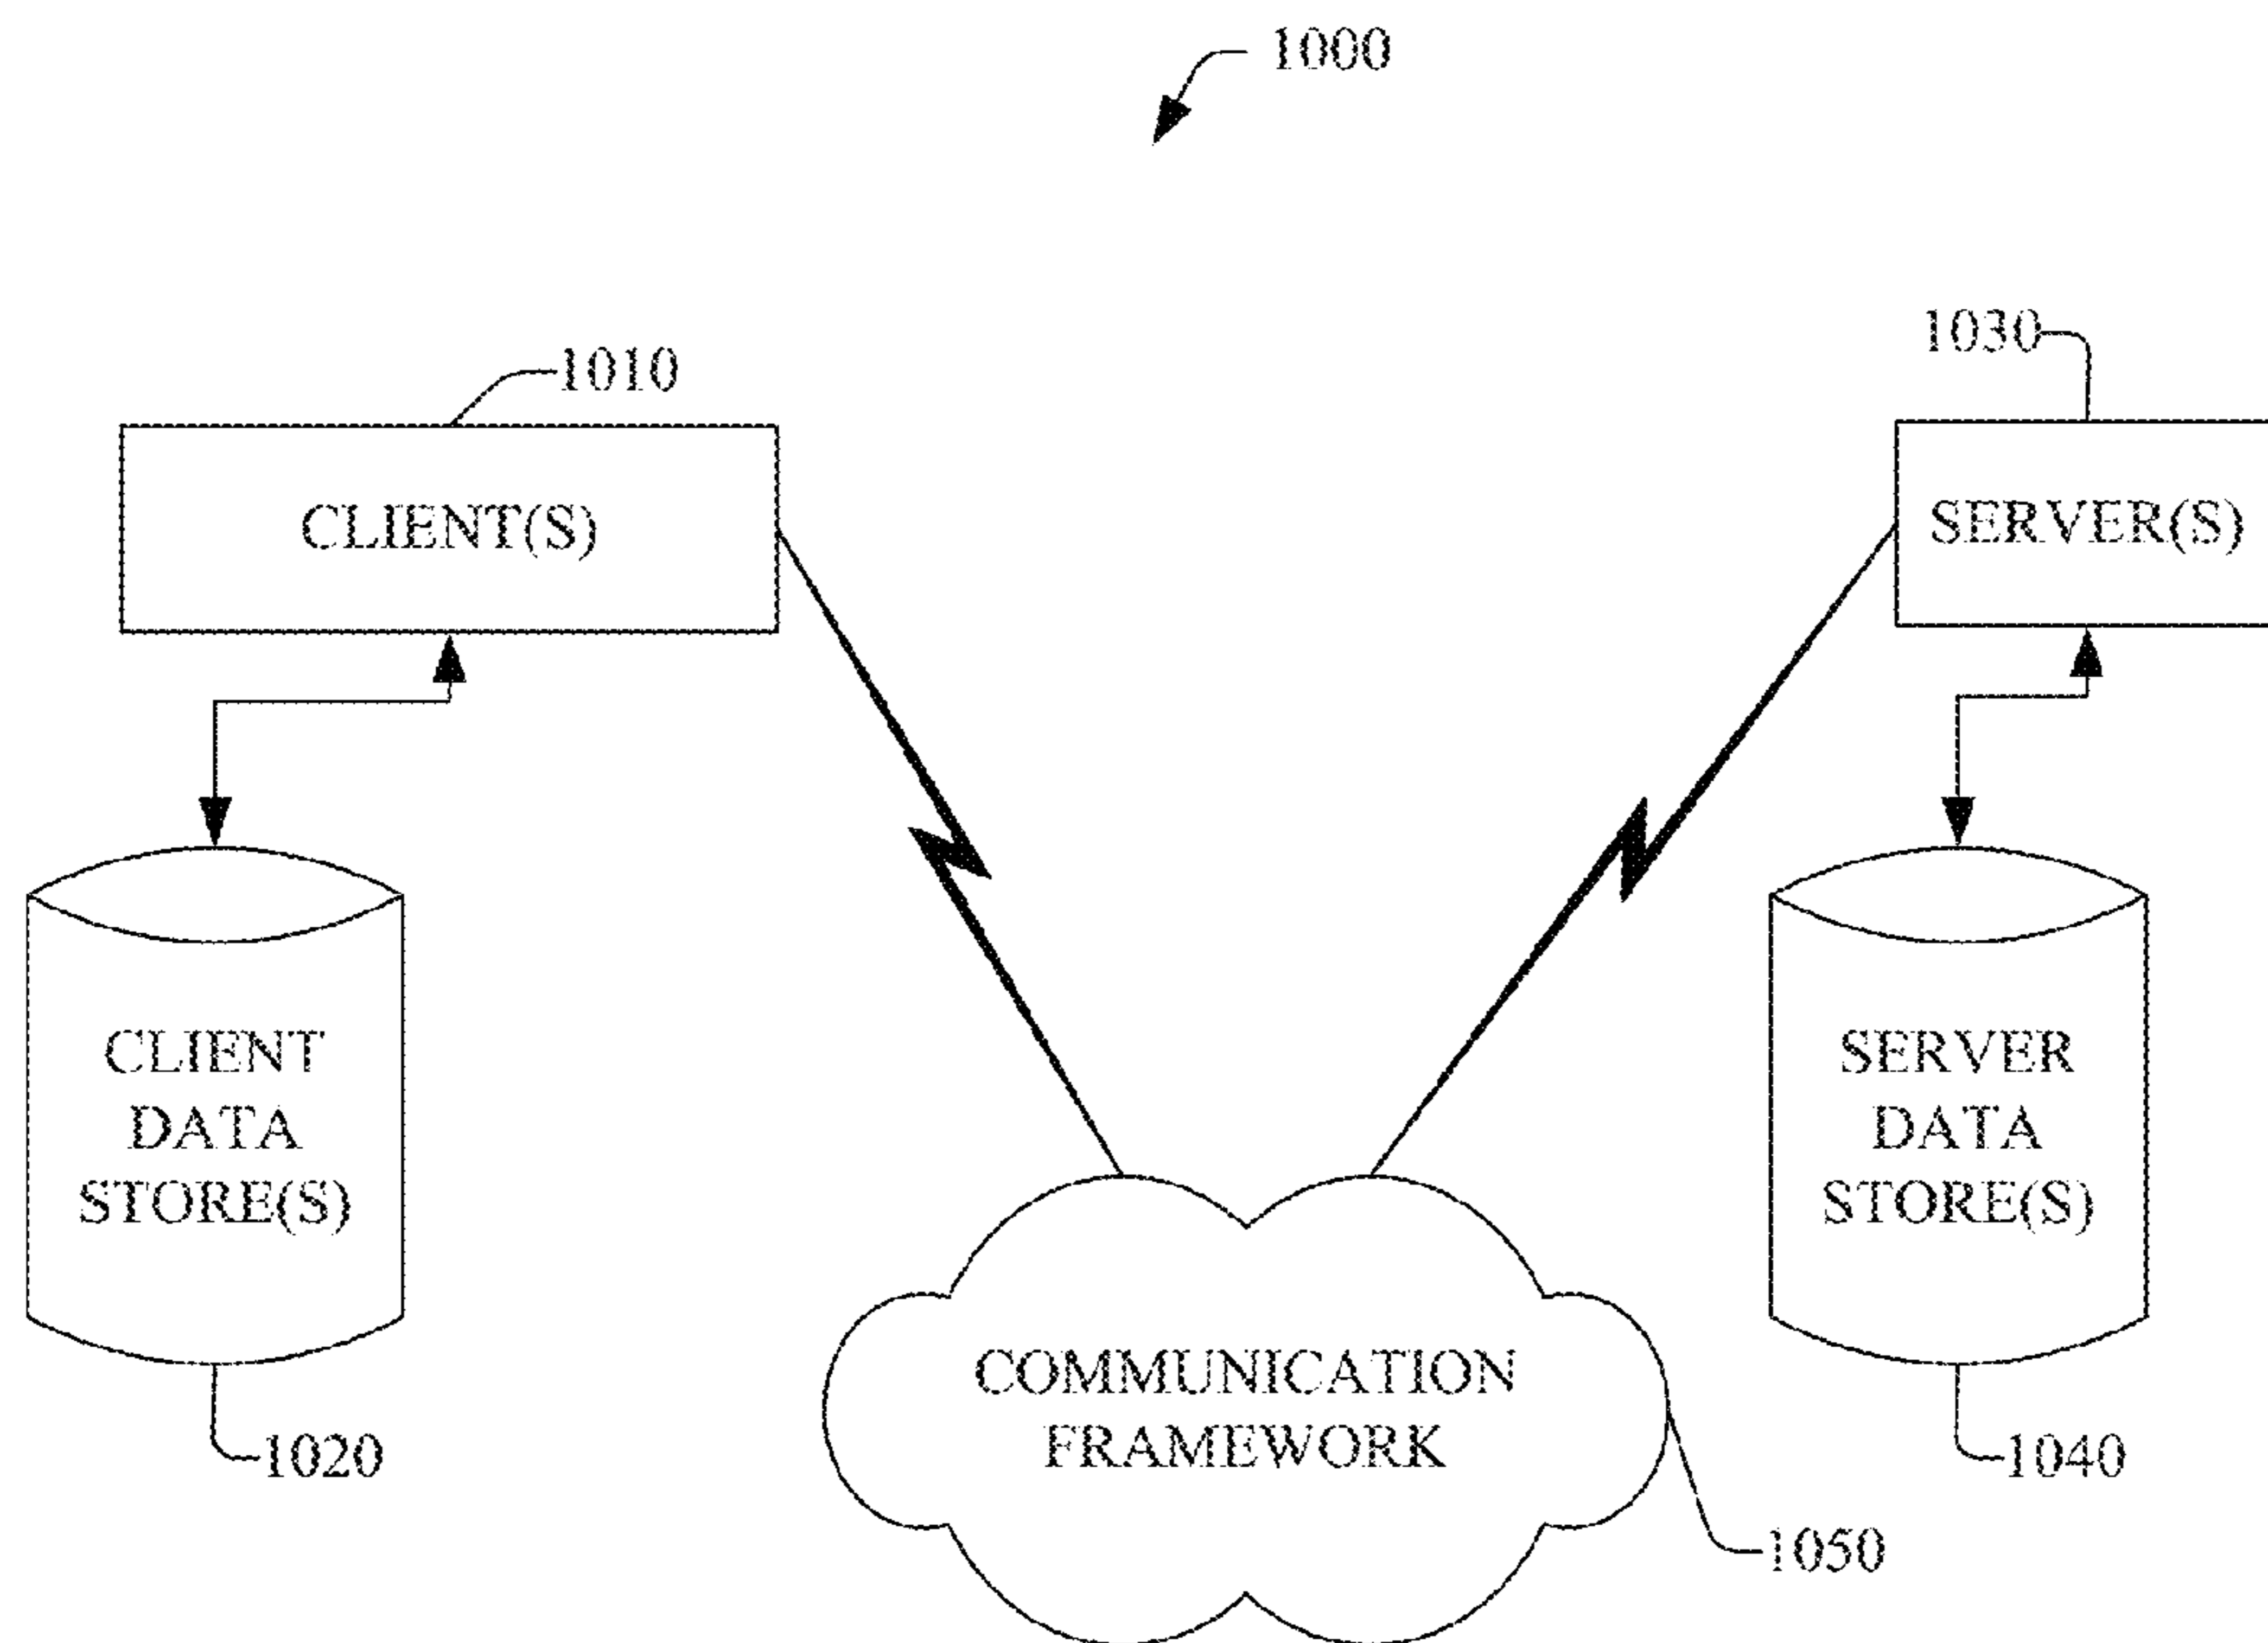 1000
1010
1030
CLIENT(S)
SERVER(S)
CLIENT
DATA
STORE(S)
SERVER
DATA
STORE(S)
COMMUNICATION
FRAMEWORK
1020
1040
1050